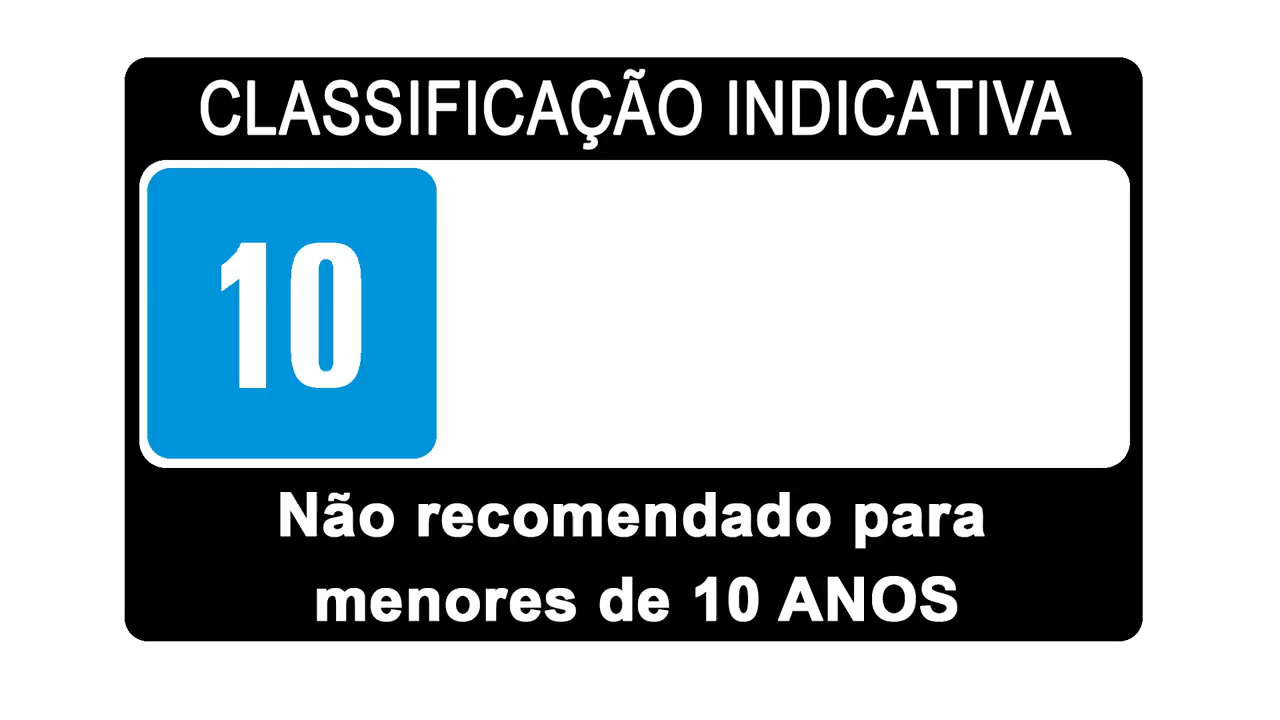 CLASSIFICAÇÃO INDICATIVA
10
Não recomendado para
menores de 10 ANOS